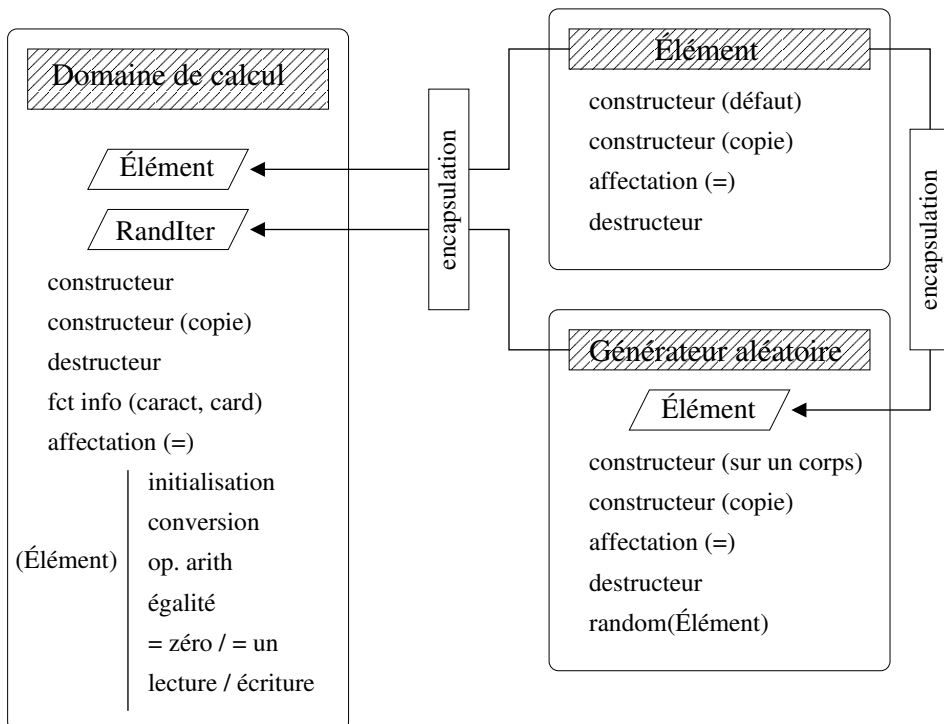 Domaine de calcul
Élément
RandIter
constructeur
constructeur (copie)
destructeur
fct info (caract, card)
affectation (=)
(Élément)
initialisation
conversion
op. arith
égalité
= zéro / = un
lecture / écriture
encapsulation
Élément
constructeur (défaut)
constructeur (copie)
affectation (=)
destructeur
encapsulation
Générateur aléatoire
Élément
constructeur (sur un corps)
constructeur (copie)
affectation (=)
destructeur
random(Élément)